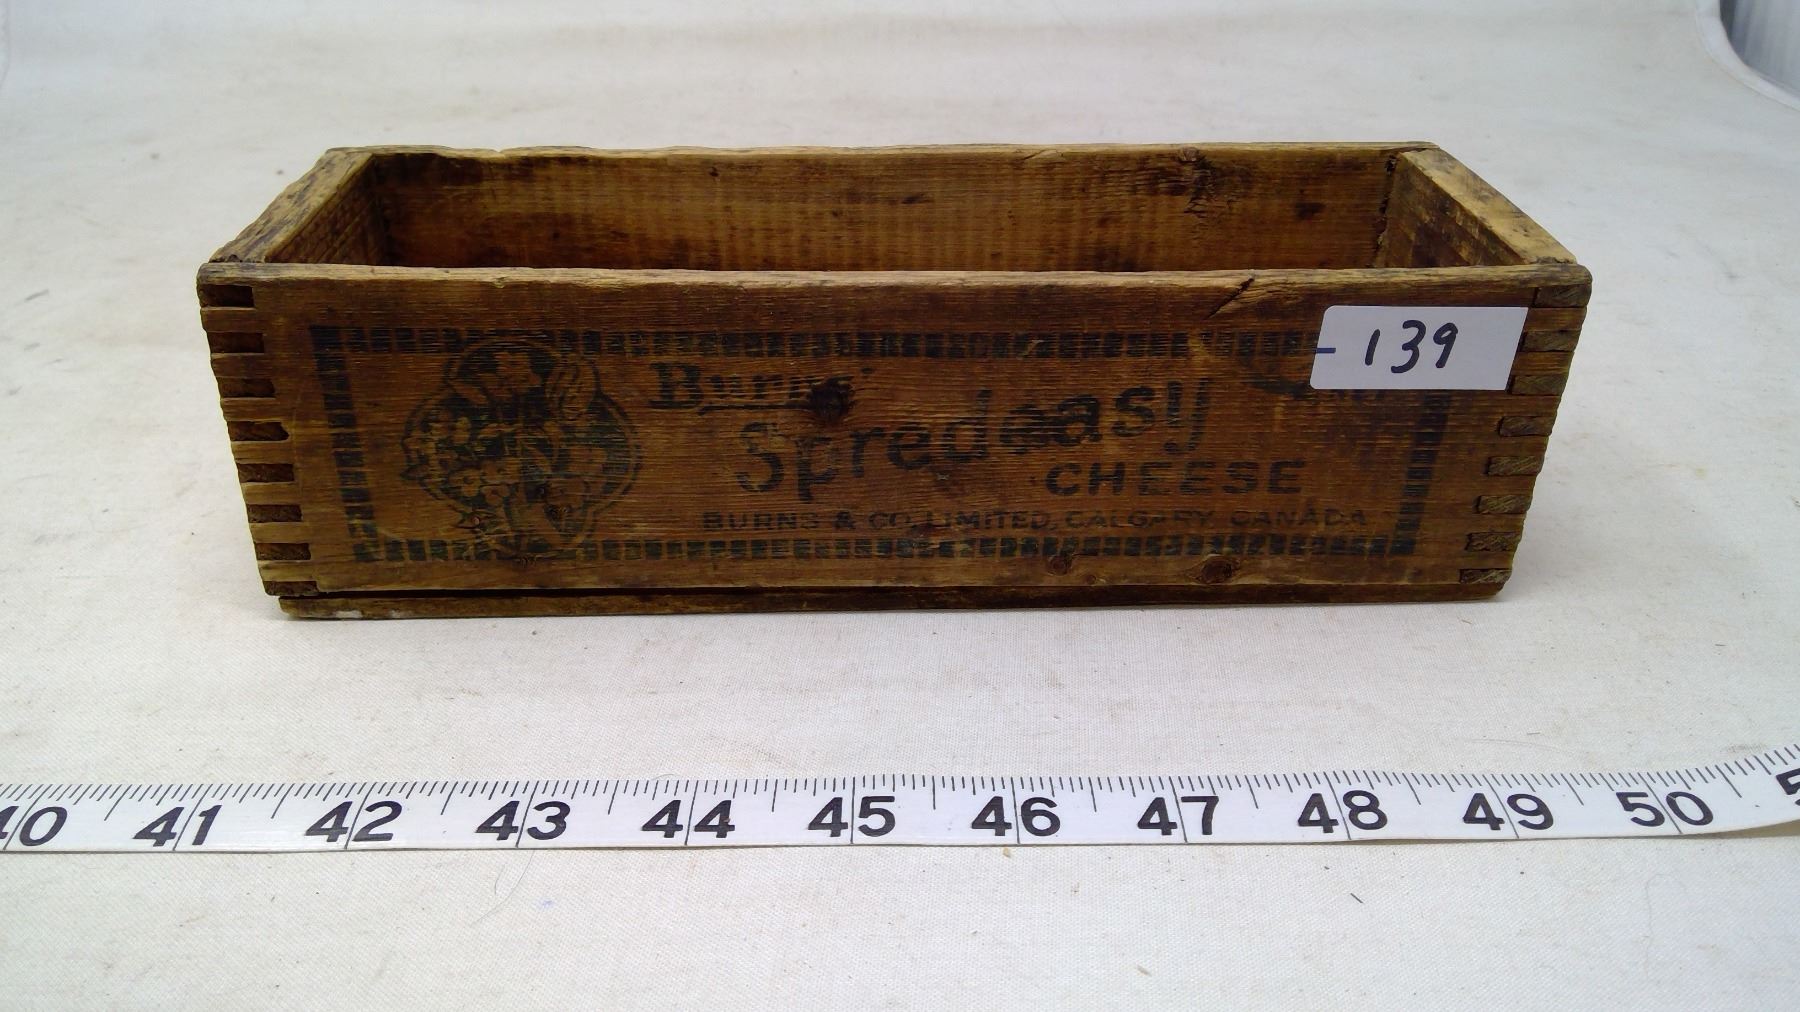 139
Burns'
Spredeasy
CHEESE
BURNS & CO. LIMITED, CALGARY CANADA
40 41 42 43 44 45 46 47 48 49 50